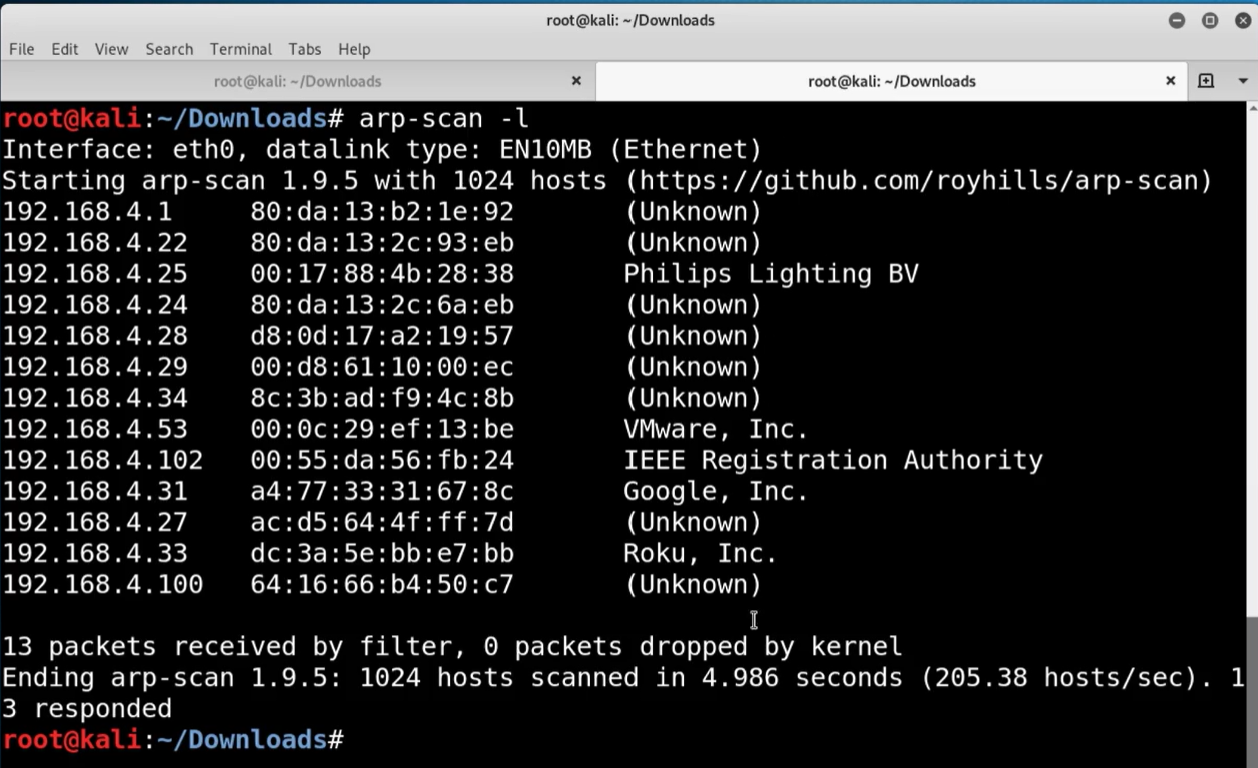 root@kali: ~/Downloads
File Edit View Search Terminal Tabs Help
root@kali: ~/Downloads root@kali: ~/Downloads
root@kali:~/Downloads# arp-scan -l
Interface: eth0, datalink type: EN10MB (Ethernet)
Starting arp-scan 1.9.5 with 1024 hosts (https://github.com/royhills/arp-scan)
192.168.4.1 80:da:13:b2:1e:92 (Unknown)
192.168.4.22 80:da:13:2c:93:eb (Unknown)
192.168.4.25 00:17:88:4b:28:38 Philips Lighting BV
192.168.4.24 80:da:13:2c:6a:eb (Unknown)
192.168.4.28 d8:0d:17:a2:19:57 (Unknown)
192.168.4.29 00:d8:61:10:00:ec (Unknown)
192.168.4.34 8c:3b:ad:f9:4c:8b (Unknown)
192.168.4.53 00:0c:29:ef:13:be VMware, Inc.
192.168.4.102 00:55:da:56:fb:24 IEEE Registration Authority
192.168.4.31 a4:77:33:31:67:8c Google, Inc.
192.168.4.27 ac:d5:64:4f:ff:7d (Unknown)
192.168.4.33 dc:3a:5e:bb:e7:bb Roku, Inc.
192.168.4.100 64:16:66:b4:50:c7 (Unknown)
13 packets received by filter, 0 packets dropped by kernel
Ending arp-scan 1.9.5: 1024 hosts scanned in 4.986 seconds (205.38 hosts/sec). 1
3 responded
root@kali:~/Downloads#